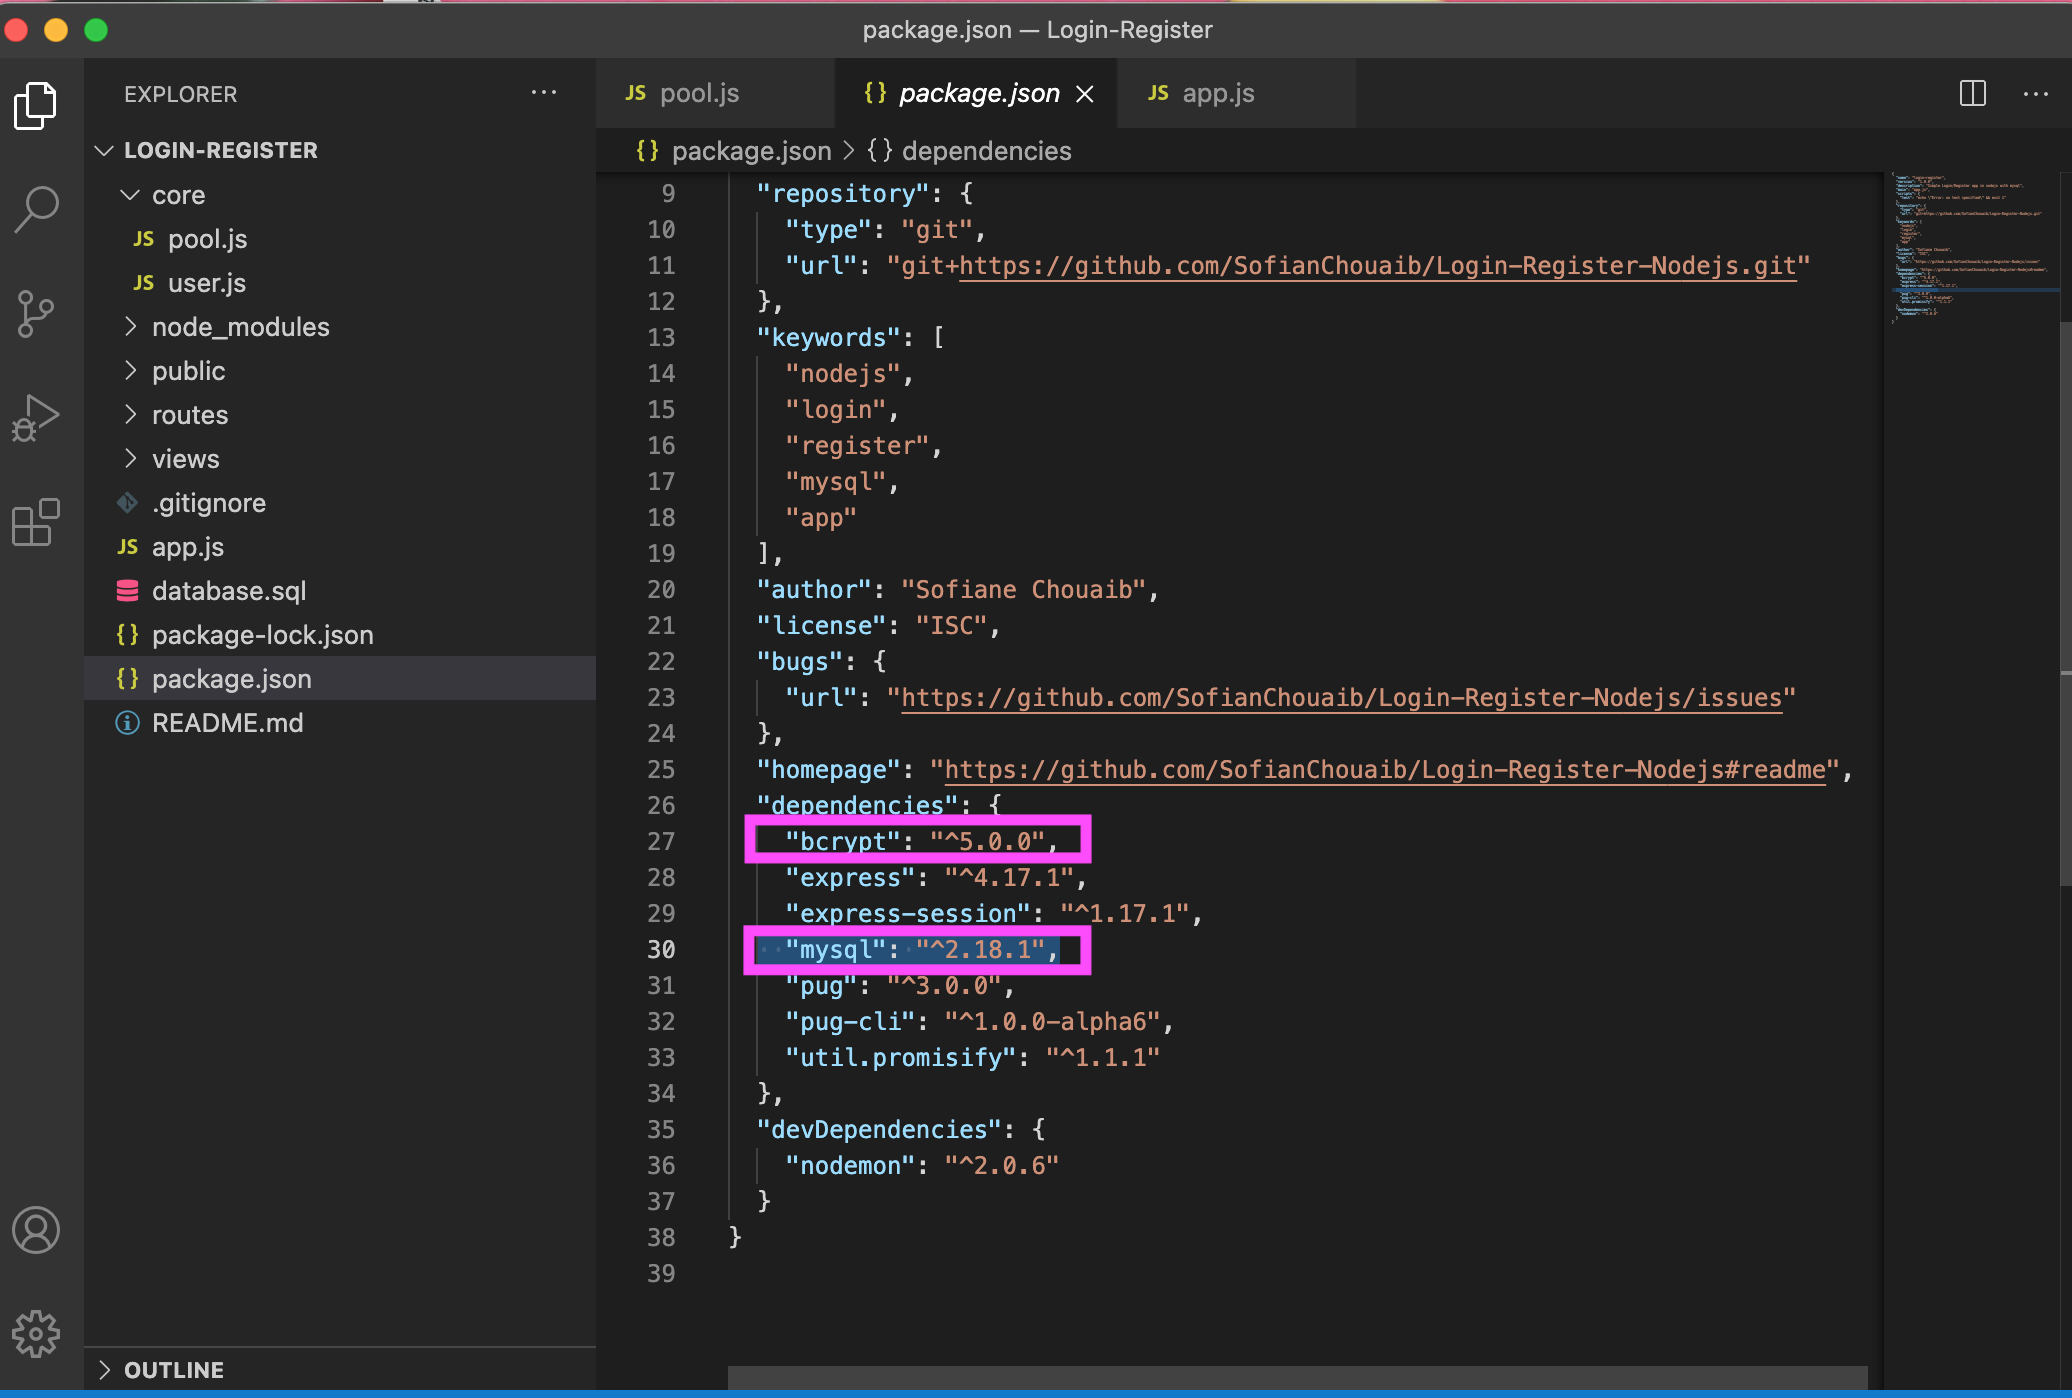 package.json — Login-Register
EXPLORER
LOGIN-REGISTER
core
JS pool.js
JS user.js
node_modules
public
routes
views
.gitignore
JS app.js
database.sql
{} package-lock.json
{} package.json
README.md
OUTLINE
JS pool.js
{} package.json
JS app.js
{} package.json > {} dependencies
9 "repository": {
10 "type": "git",
11 "url": "git+https://github.com/SofianChouaib/Login-Register-Nodejs.git"
12 },
13 "keywords": [
14 "nodejs",
15 "login",
16 "register",
17 "mysql",
18 "app"
19 ],
20 "author": "Sofiane Chouaib",
21 "license": "ISC",
22 "bugs": {
23 "url": "https://github.com/SofianChouaib/Login-Register-Nodejs/issues"
24 },
25 "homepage": "https://github.com/SofianChouaib/Login-Register-Nodejs#readme",
26 "dependencies": {
27 "bcrypt": "^5.0.0",
28 "express": "^4.17.1",
29 "express-session": "^1.17.1",
30 "mysql": "^2.18.1",
31 "pug": "^3.0.0",
32 "pug-cli": "^1.0.0-alpha6",
33 "util.promisify": "^1.1.1"
34 },
35 "devDependencies": {
36 "nodemon": "^2.0.6"
37 }
38 }
39